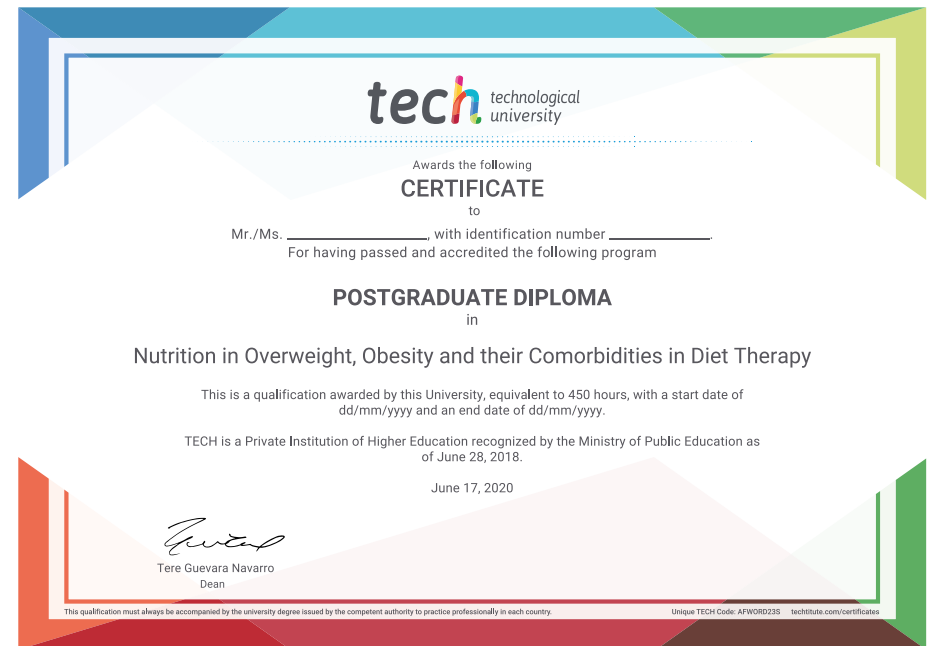 tech technological
university
Awards the following
CERTIFICATE
to
Mr./Ms. ____________________, with identification number ______________.
For having passed and accredited the following program
POSTGRADUATE DIPLOMA
in
Nutrition in Overweight, Obesity and their Comorbidities in Diet Therapy
This is a qualification awarded by this University, equivalent to 450 hours, with a start date of
dd/mm/yyyy and an end date of dd/mm/yyyy.
TECH is a Private Institution of Higher Education recognized by the Ministry of Public Education as
of June 28, 2018.
June 17, 2020
Tere Guevara Navarro
Dean
This qualification must always be accompanied by the university degree issued by the competent authority to practice professionally in each country.
Unique TECH Code: AFWORD23S techtitute.com/certificates